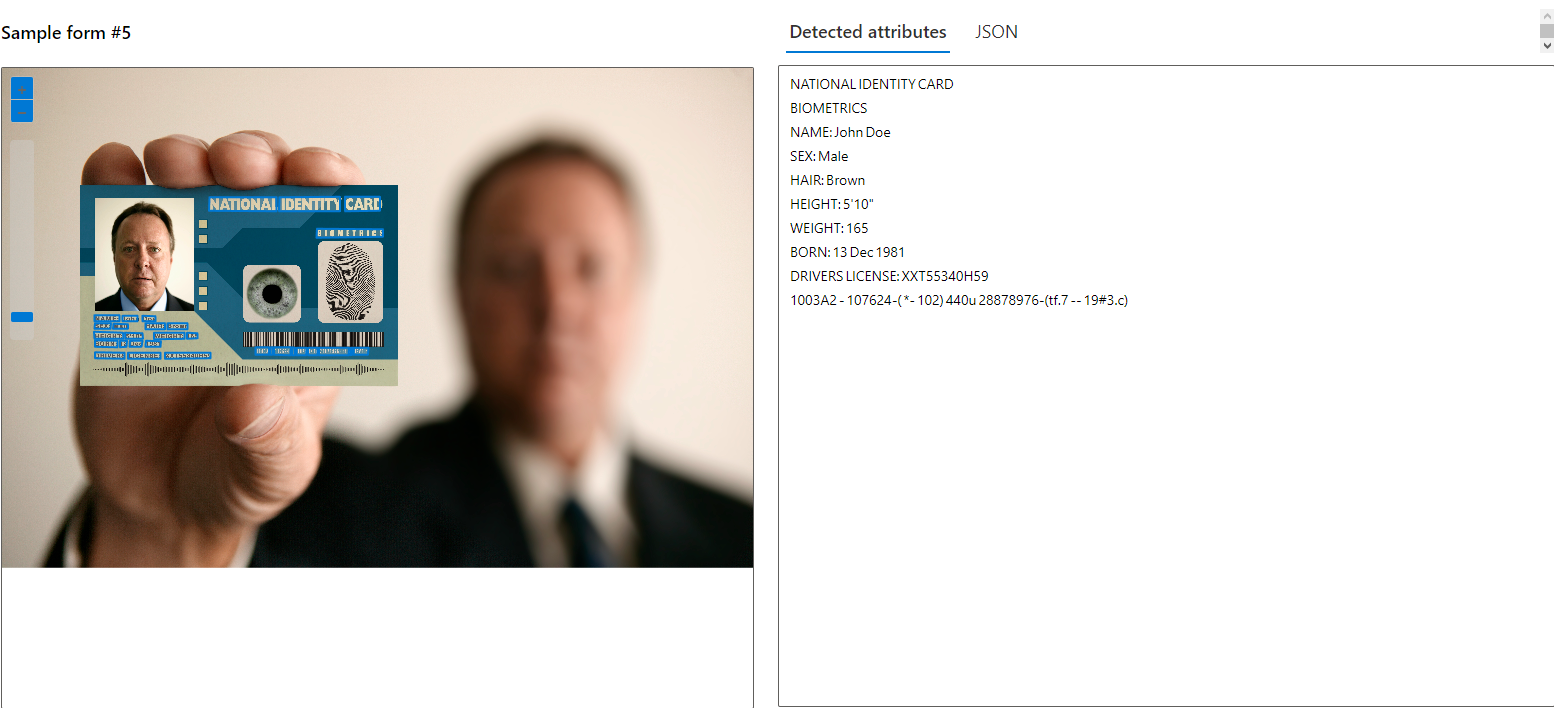 Sample form #5
Detected attributes
JSON
NATIONAL IDENTITY CARD
BIOMETRICS
NATIONAL IDENTITY CARD
BIOMETRICS
NAME: John Doe
SEX: Male
HAIR: Brown
HEIGHT: 5'10"
WEIGHT: 165
BORN: 13 Dec 1981
DRIVERS LICENSE: XXT55340H59
1003A2 - 107624-(*- 102) 440u 28878976-(tf.7 -- 19#3.c)